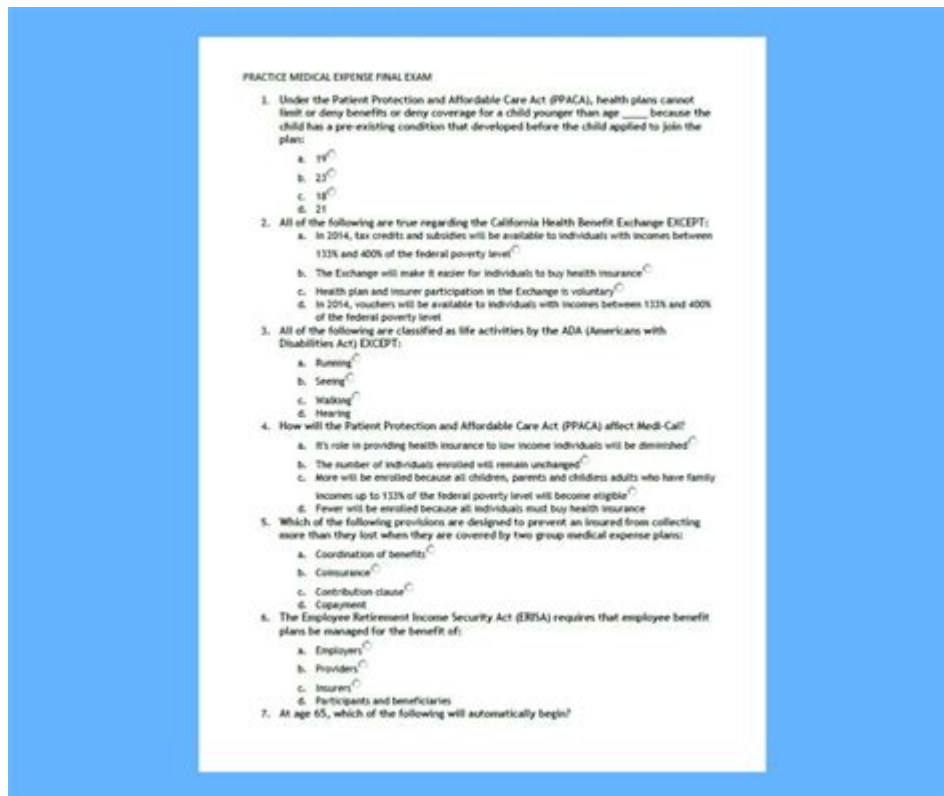 PRACTICE MEDICAL EXPENSE FINAL EXAM
1. Under the Patient Protection and Affordable Care Act (PPACA), health plans cannot
limit or deny benefits or deny coverage for a child younger than age ____ because the
child has a pre-existing condition that developed before the child applied to join the
plan:
a. 19
b. 23
c. 18
d. 21
2. All of the following are true regarding the California Health Benefit Exchange EXCEPT:
a. In 2014, tax credits and subsidies will be available to individuals with incomes between
133% and 400% of the federal poverty level
b. The Exchange will make it easier for individuals to buy health insurance
c. Health plan and insurer participation in the Exchange is voluntary
d. In 2014, vouchers will be available to individuals with incomes between 133% and 400%
of the federal poverty level
3. All of the following are classified as life activities by the ADA (Americans with
Disabilities Act) EXCEPT:
a. Running
b. Seeing
c. Walking
d. Hearing
4. How will the Patient Protection and Affordable Care Act (PPACA) affect Medi-Cal?
a. It's role in providing health insurance to low income individuals will be diminished
b. The number of individuals enrolled will remain unchanged
c. More will be enrolled because all children, parents and childless adults who have family
incomes up to 133% of the federal poverty level will become eligible
d. Fewer will be enrolled because all individuals must buy health insurance
5. Which of the following provisions are designed to prevent an insured from collecting
more than they lost when they are covered by two group medical expense plans:
a. Coordination of benefits
b. Coinsurance
c. Contribution clause
d. Copayment
6. The Employee Retirement Income Security Act (ERISA) requires that employee benefit
plans be managed for the benefit of:
a. Employers
b. Providers
c. Insurers
d. Participants and beneficiaries
7. At age 65, which of the following will automatically begin?